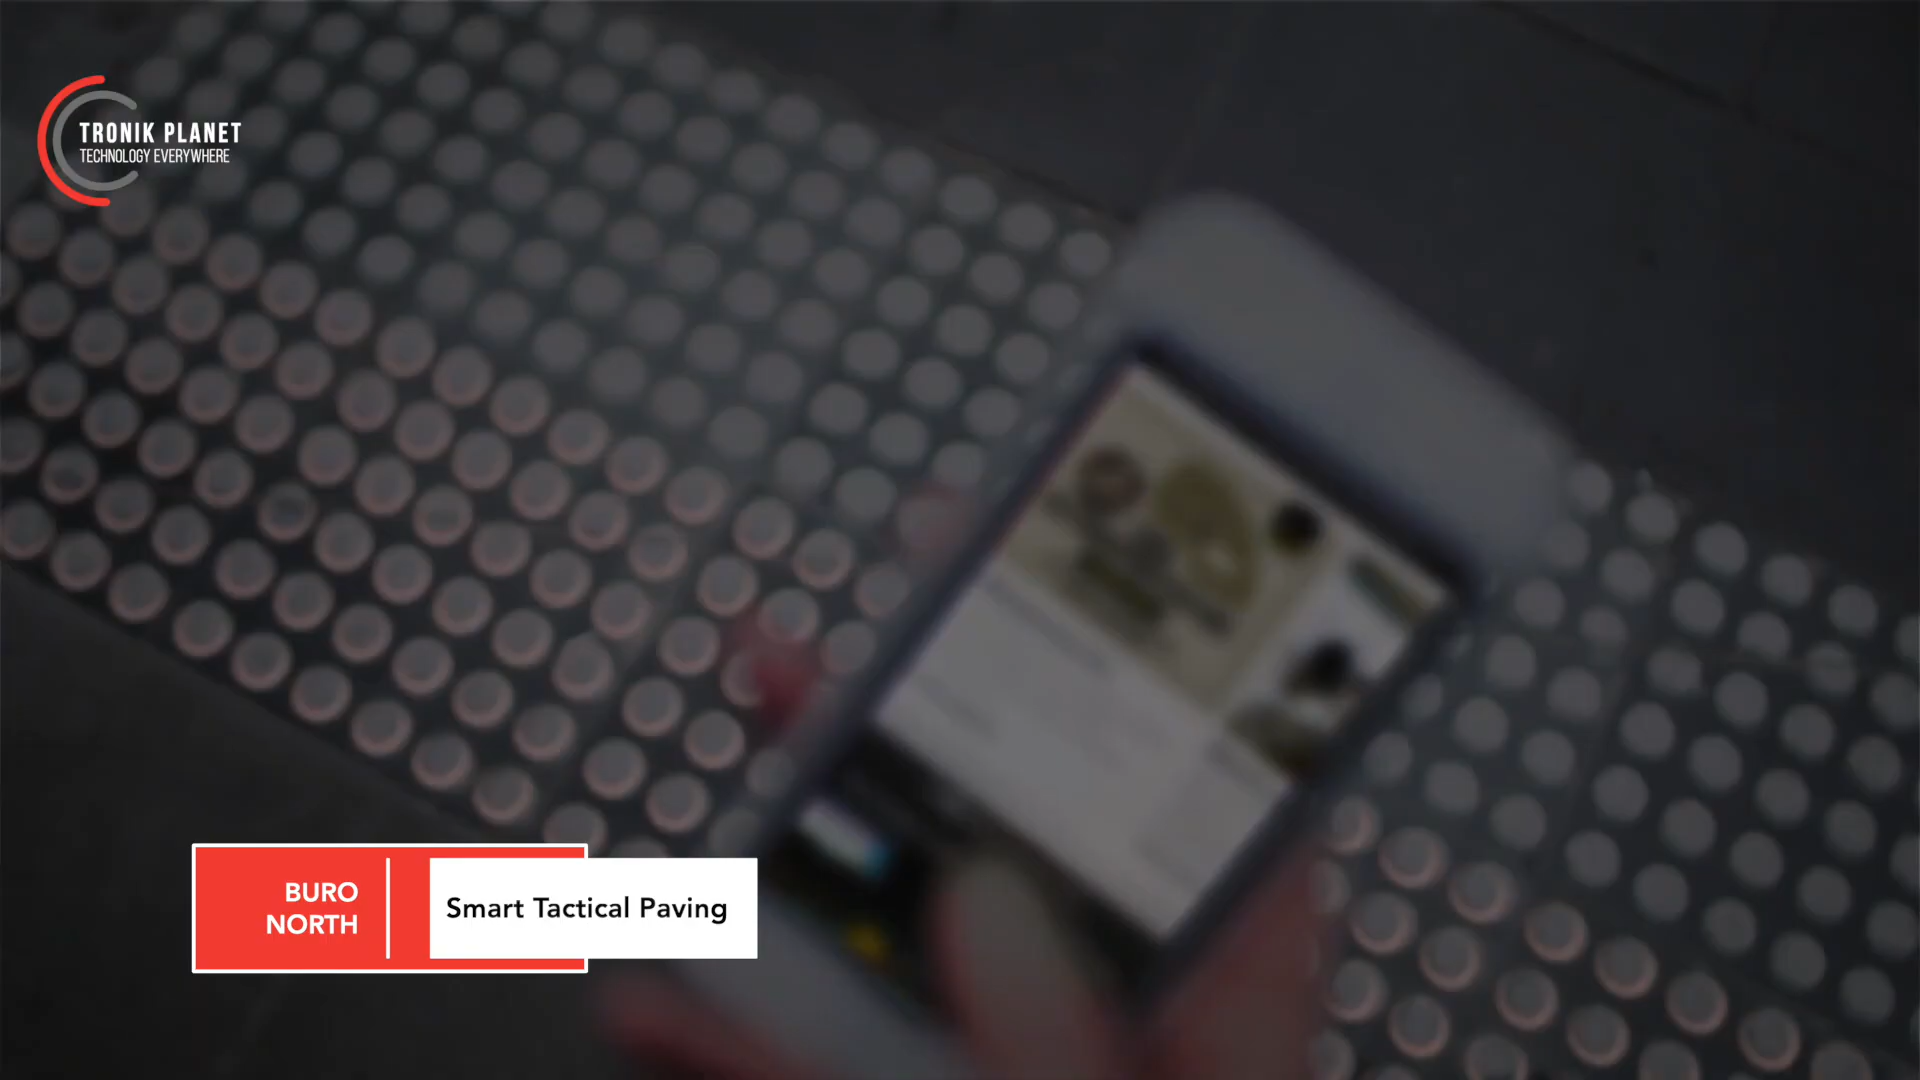 TRONIK PLANET
TECHNOLOGY EVERYWHERE
BURO
NORTH
Smart Tactical Paving